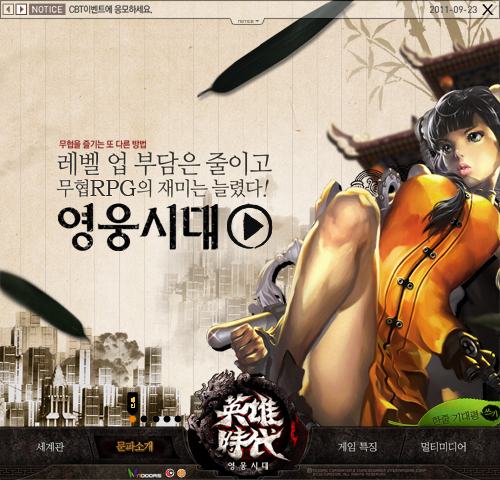 NOTICE CBT이벤트에 응모하세요. 2011-09-23
NOTICE
무협을 즐기는 또 다른 방법
레벨 업 부담은 줄이고
무협RPG의 재미는 늘렸다!
영웅시대
한줄 기대평 쓰기
英雄
時代
영웅시대
세계관 문파소개 게임 특징 멀티미디어
NDOORS